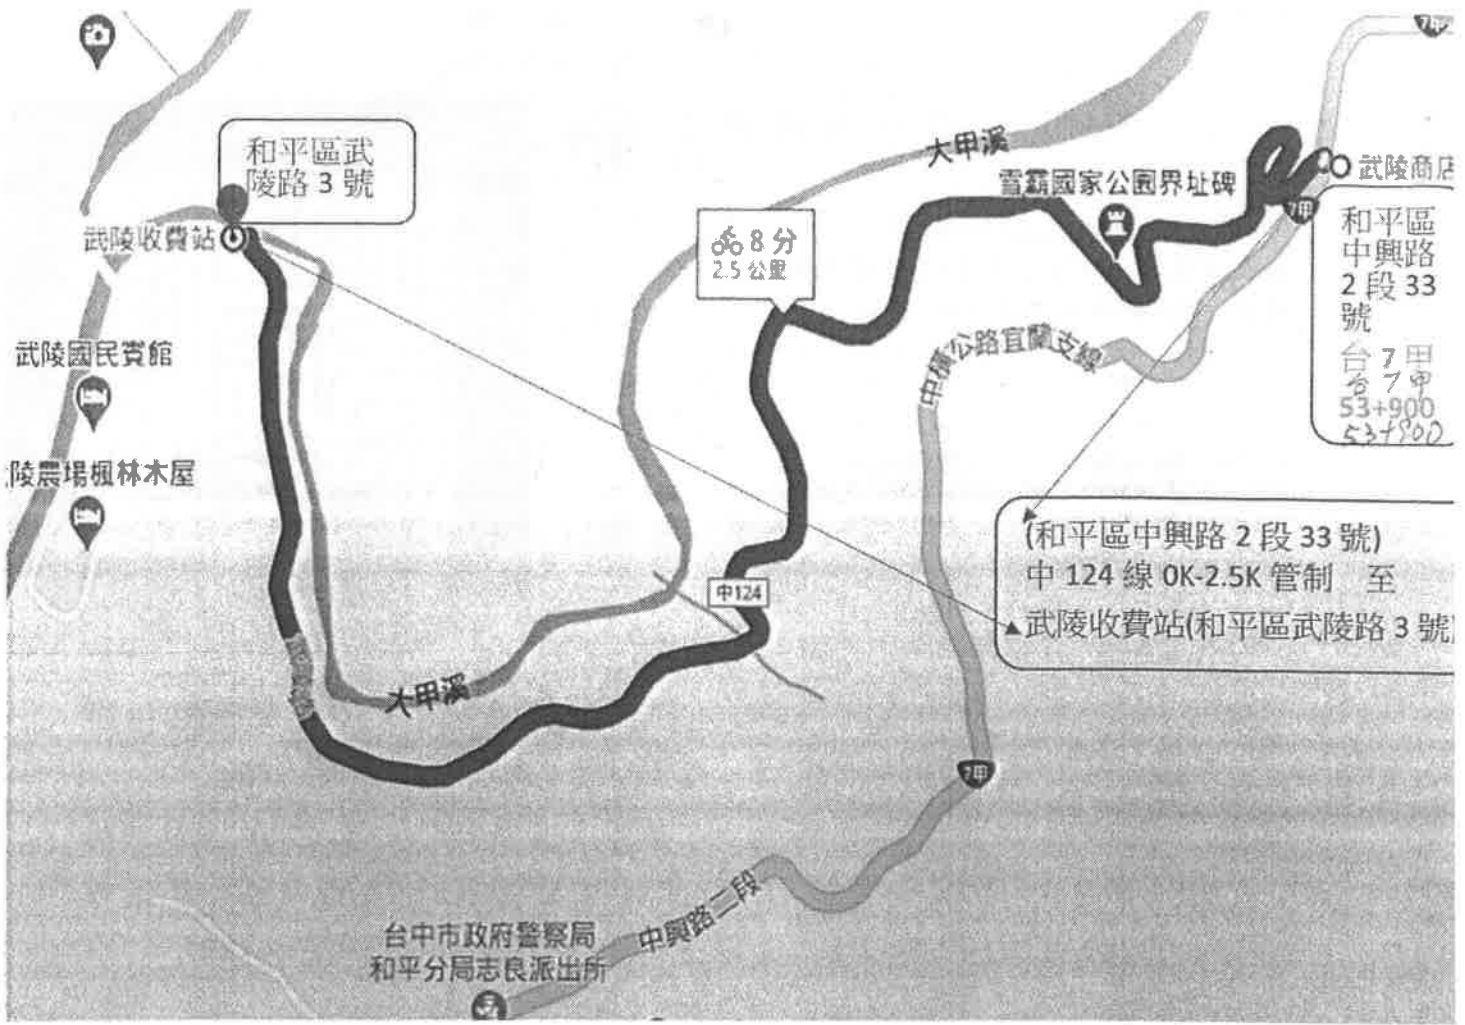 7甲
和平區武
陵路 3 號
大甲溪
武陵商店
雪霸國家公園界址碑
武陵收費站
8 分
2.5 公里
7甲
和平區
中興路
2 段 33
號
台 7 甲
台 7 甲
53+900
53+900
武陵國民賓館
中橫公路宜蘭支線
陵農場楓林木屋
(和平區中興路 2 段 33 號)
中 124 線 0K-2.5K 管制 至
武陵收費站(和平區武陵路 3 號)
中124
大甲溪
7甲
中興路二段
台中市政府警察局
和平分局志良派出所